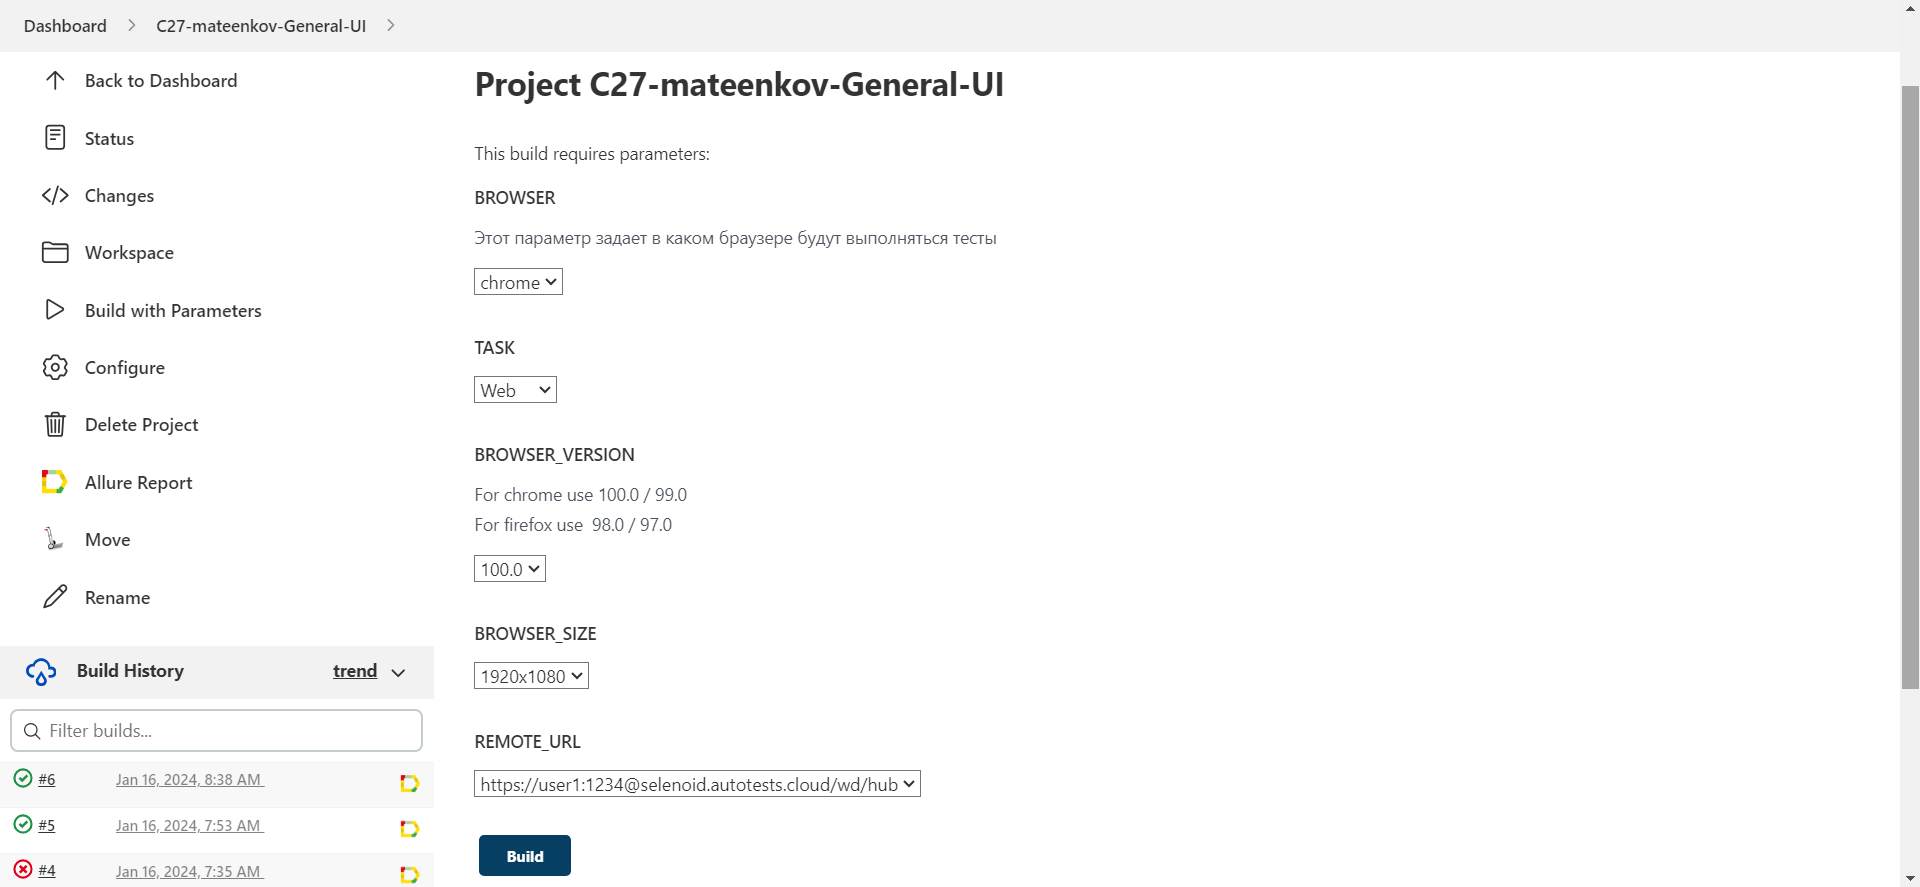 Dashboard
C27-mateenkov-General-UI
Back to Dashboard
Status
Changes
Workspace
Build with Parameters
Configure
Delete Project
Allure Report
Move
Rename
Build History
trend
Filter builds...
#6
Jan 16, 2024, 8:38 AM
#5
Jan 16, 2024, 7:53 AM
#4
Jan 16, 2024, 7:35 AM
Project C27-mateenkov-General-UI
This build requires parameters:
BROWSER
Этот параметр задает в каком браузере будут выполняться тесты
chrome
TASK
Web
BROWSER_VERSION
For chrome use 100.0 / 99.0
For firefox use 98.0 / 97.0
100.0
BROWSER_SIZE
1920x1080
REMOTE_URL
https://user1:1234@selenoid.autotests.cloud/wd/hub
Build